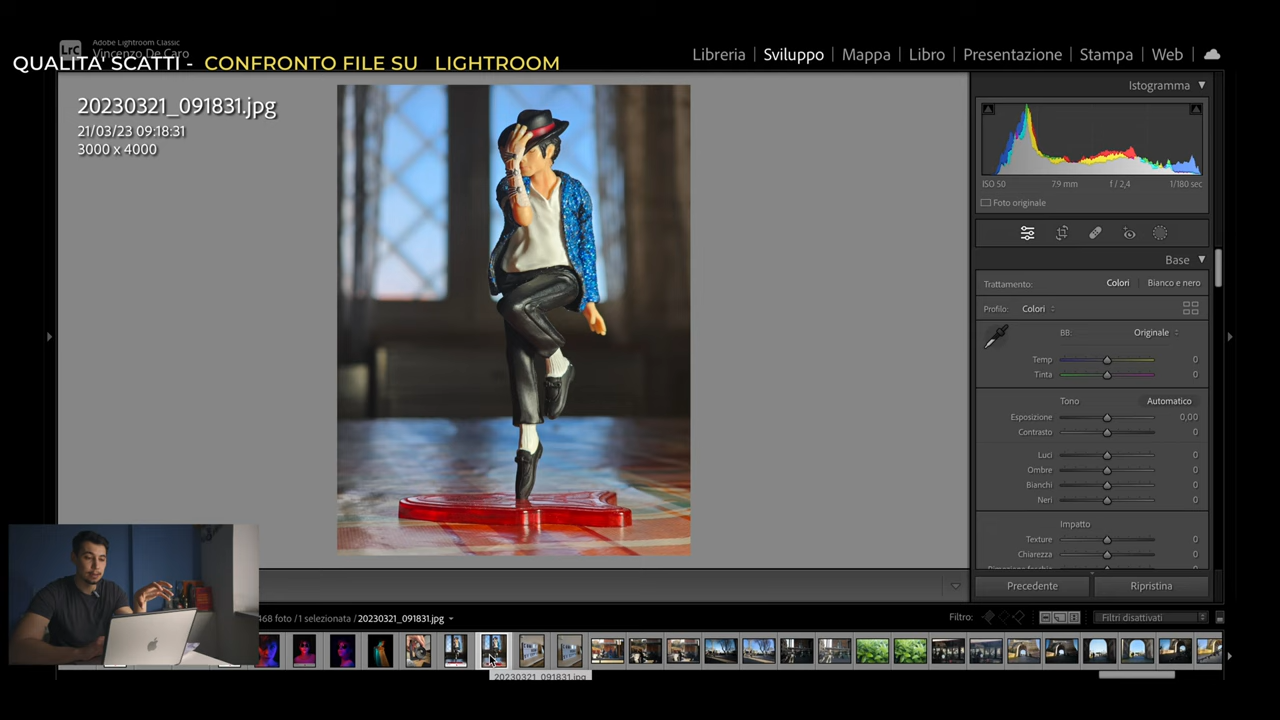 LrC
Adobe Lightroom Classic
Vincenzo De Caro
QUALITA' SCATTI - CONFRONTO FILE SU LIGHTROOM
Libreria | Sviluppo | Mappa | Libro | Presentazione | Stampa | Web
20230321_091831.jpg
21/03/23 09:18:31
3000 x 4000
Istogramma
ISO 50 7.9 mm f / 2,4 1/180 sec
Foto originale
Base
Trattamento: Colori Bianco e nero
Profilo: Colori
BB: Originale
Temp 0
Tinta 0
Tono Automatico
Esposizione 0,00
Contrasto 0
Luci 0
Ombre 0
Bianchi 0
Neri 0
Impatto
Texture 0
Chiarezza 0
Precedente Ripristina
468 foto / 1 selezionata / 20230321_091831.jpg
Filtro: Filtri disattivati
20230321_091831.jpg